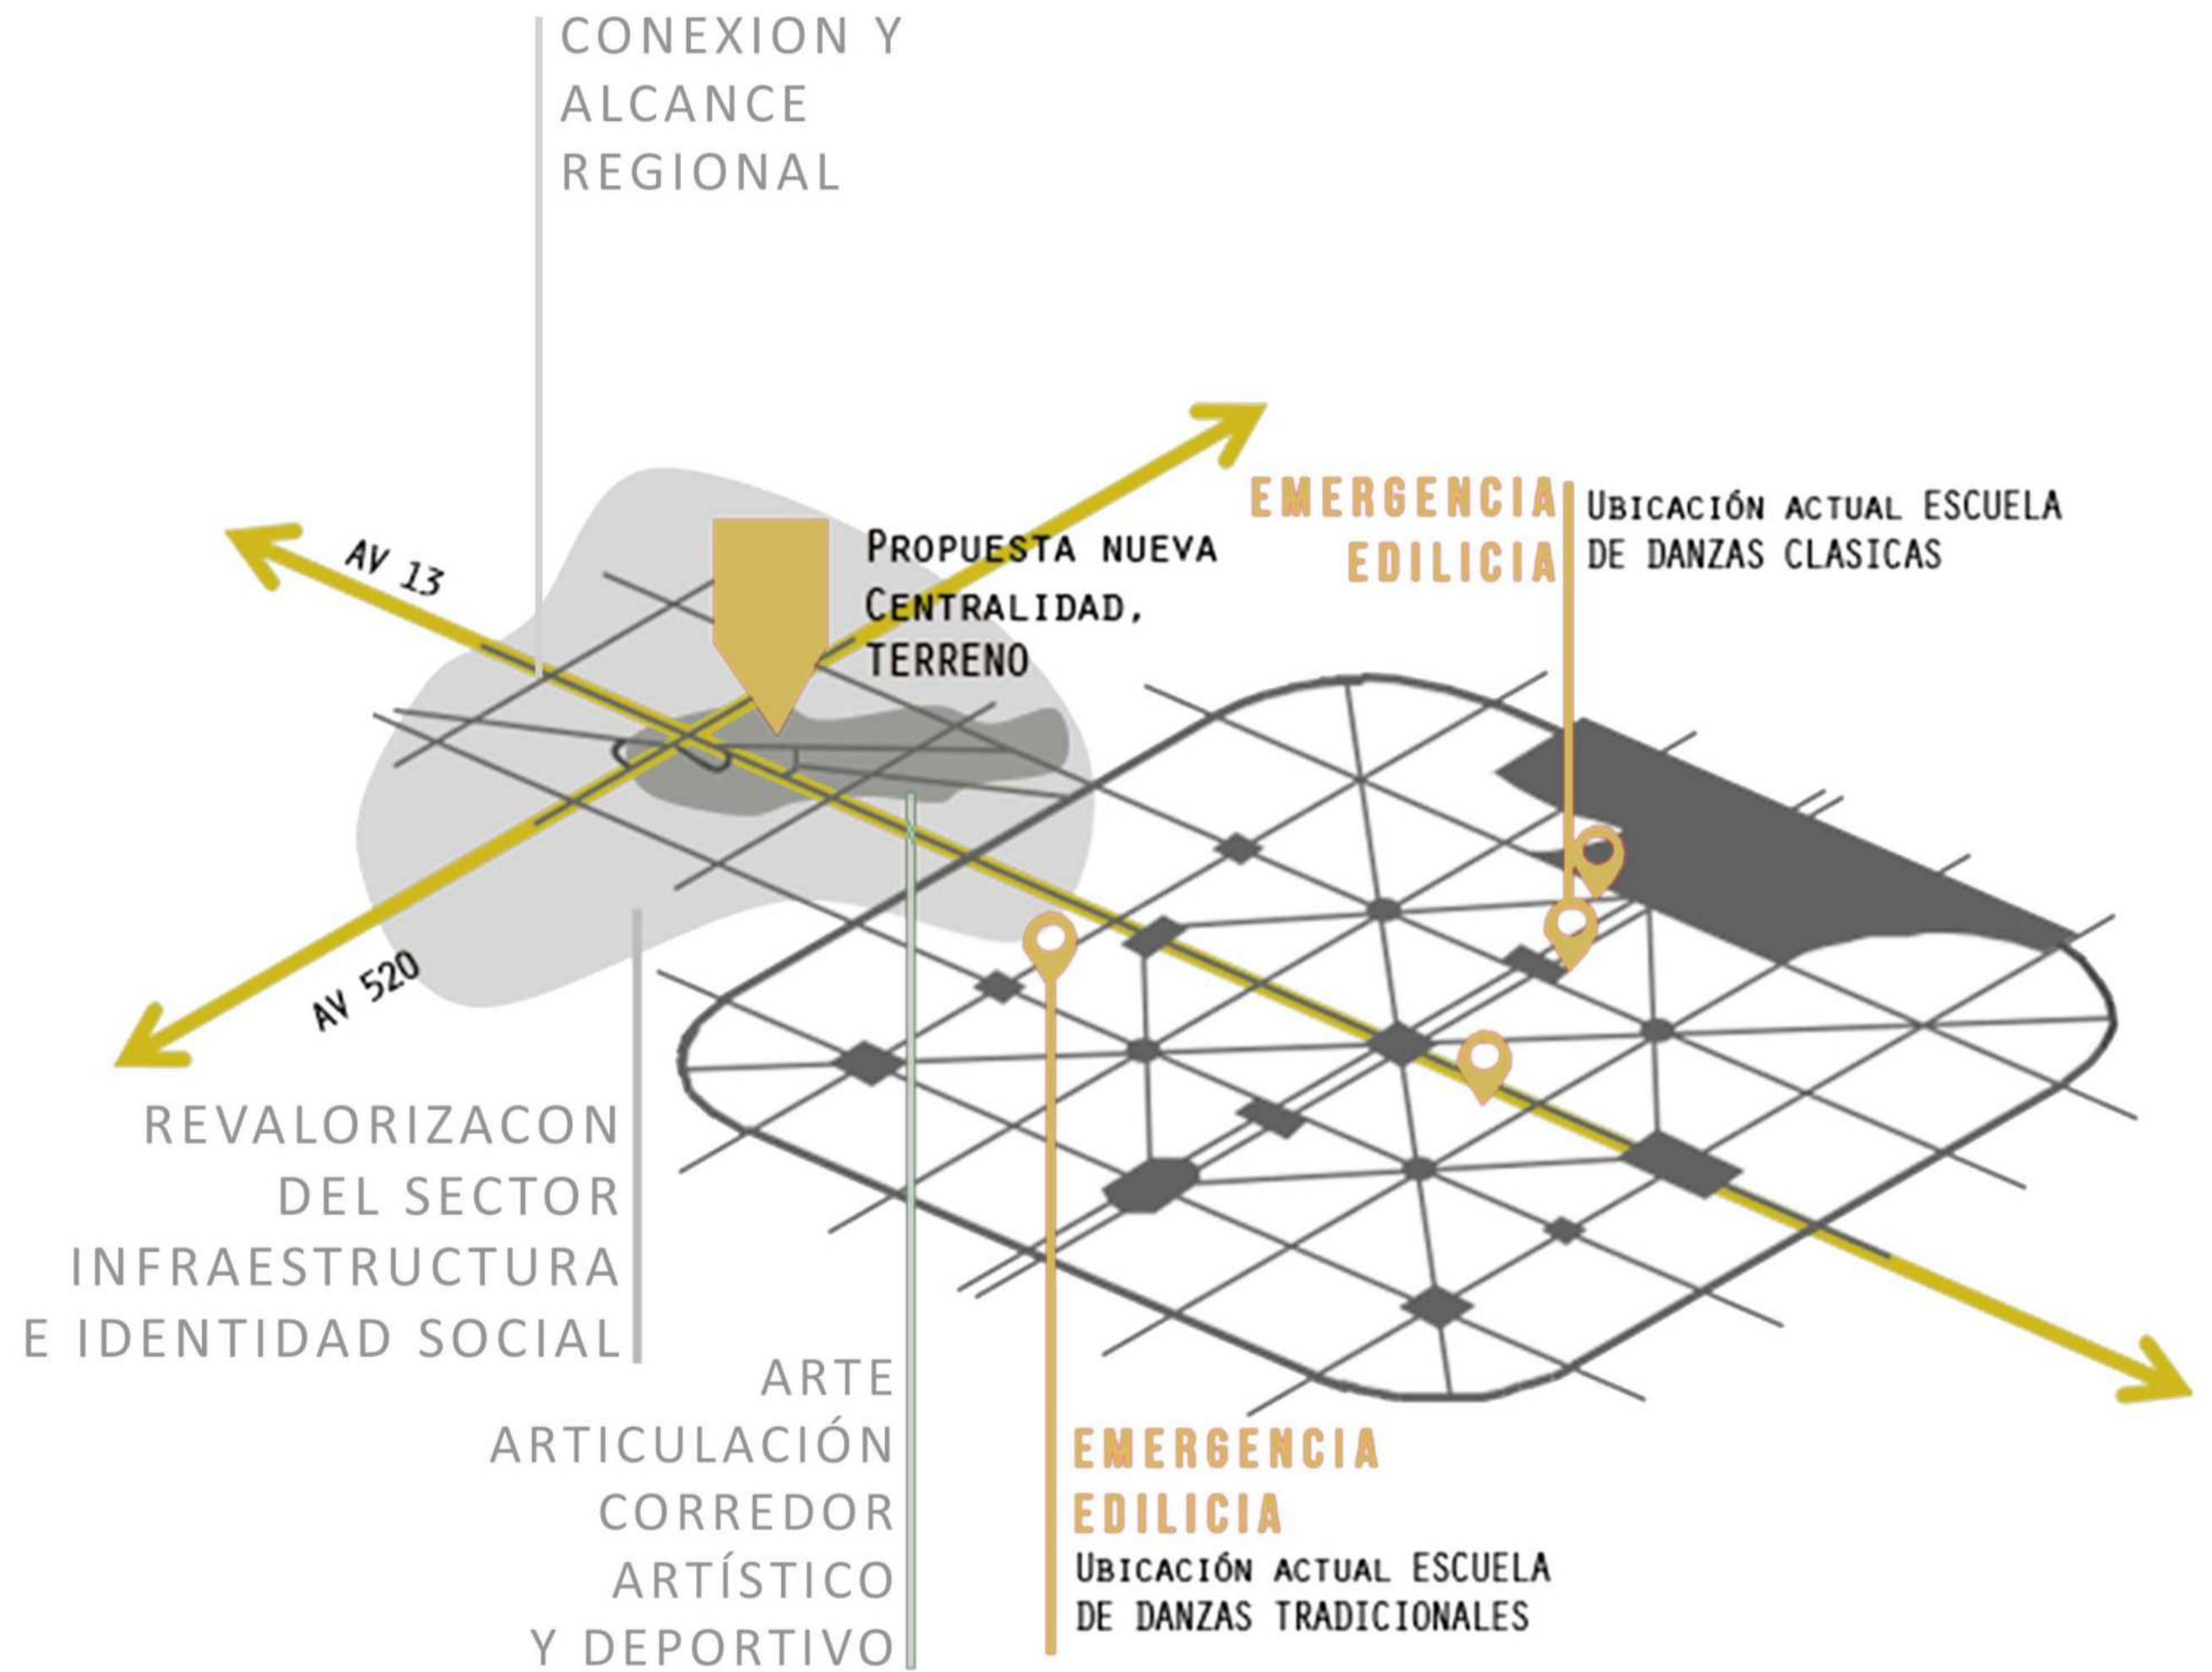 CONEXION Y
ALCANCE
REGIONAL
AV 13
PROPUESTA NUEVA
CENTRALIDAD,
TERRENO
EMERGENCIA
EDILICIA
UBICACIÓN ACTUAL ESCUELA
DE DANZAS CLASICAS
AV 520
REVALORIZACON
DEL SECTOR
INFRAESTRUCTURA
E IDENTIDAD SOCIAL
ARTE
ARTICULACIÓN
CORREDOR
ARTÍSTICO
Y DEPORTIVO
EMERGENCIA
EDILICIA
UBICACIÓN ACTUAL ESCUELA
DE DANZAS TRADICIONALES